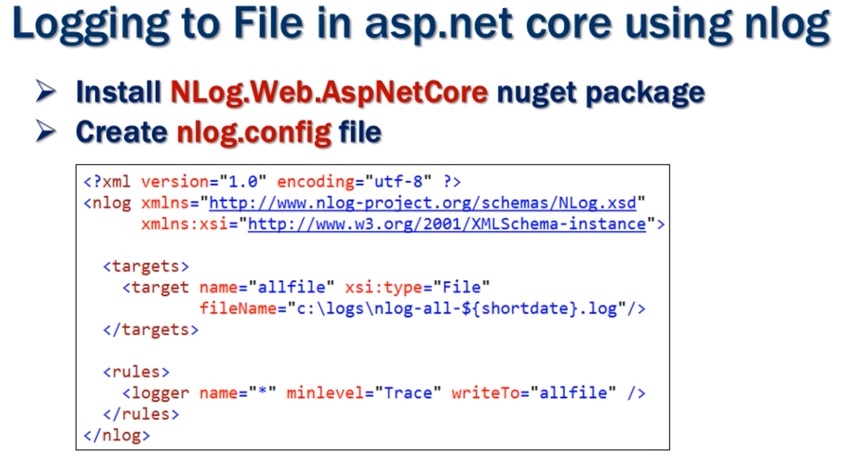 Logging to File in asp.net core using nlog
➢ Install NLog.Web.AspNetCore nuget package
➢ Create nlog.config file
<?xml version="1.0" encoding="utf-8" ?>
<nlog xmlns="http://www.nlog-project.org/schemas/NLog.xsd"
      xmlns:xsi="http://www.w3.org/2001/XMLSchema-instance">
  <targets>
    <target name="allfile" xsi:type="File"
            fileName="c:\logs\nlog-all-${shortdate}.log"/>
  </targets>
  <rules>
    <logger name="*" minlevel="Trace" writeTo="allfile" />
  </rules>
</nlog>